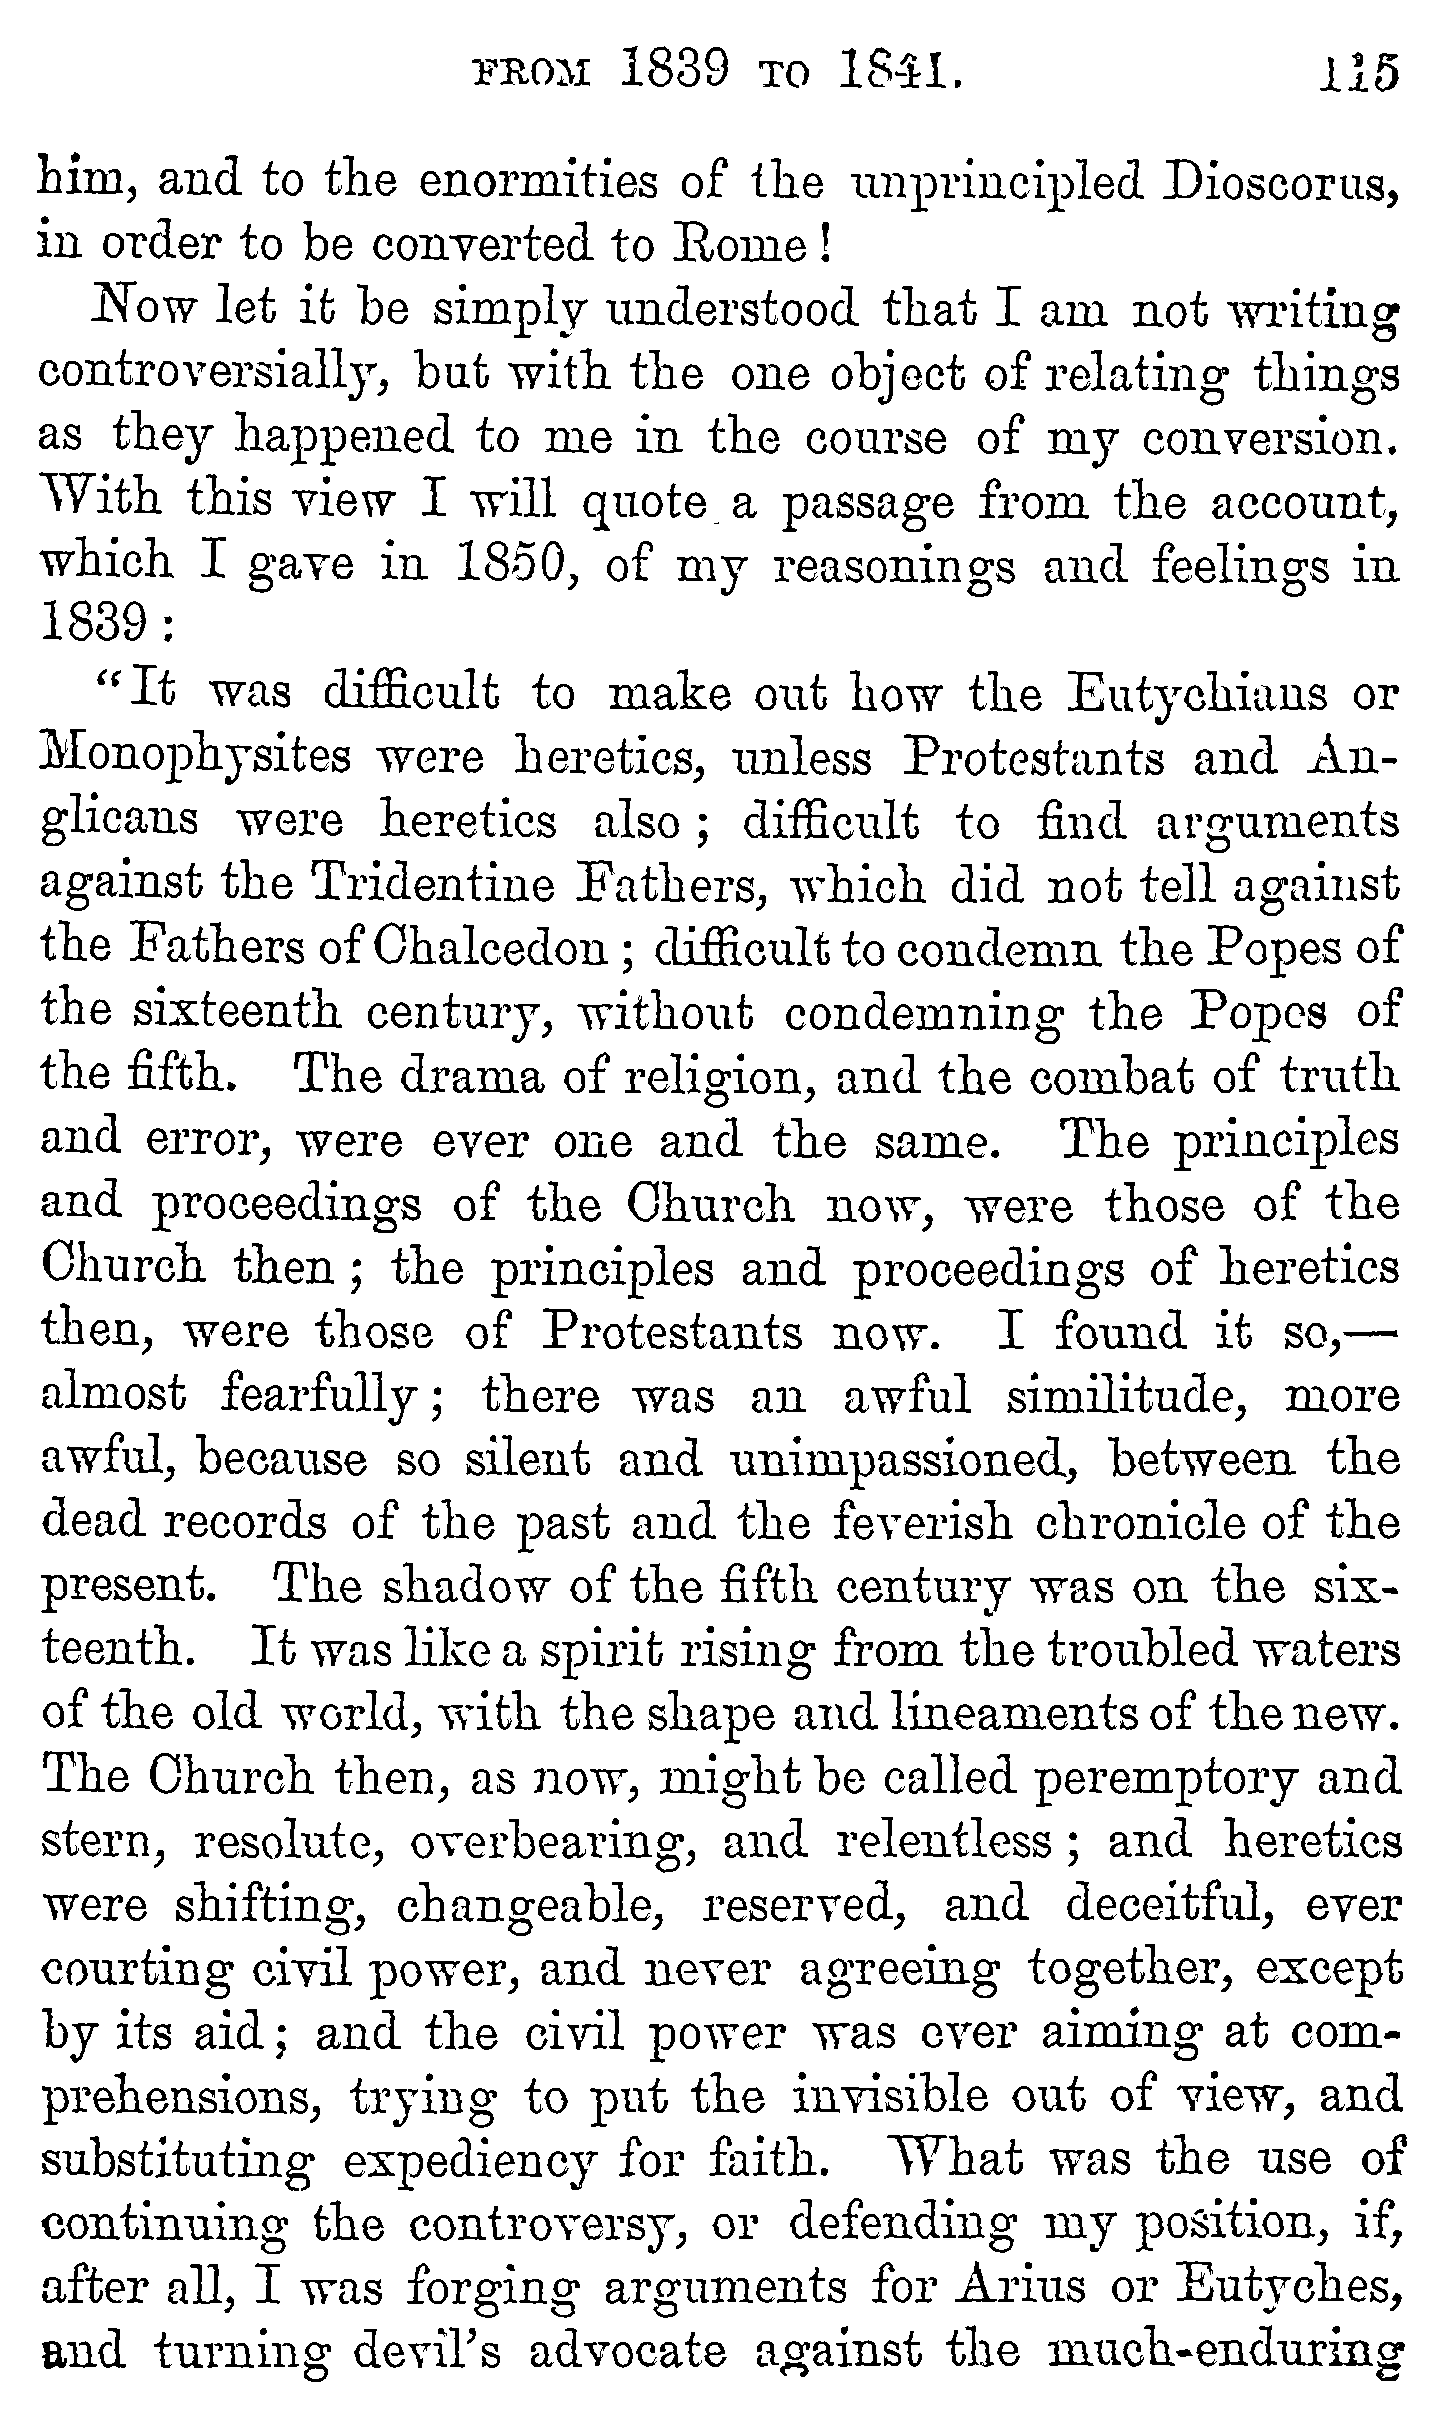 FROM 1839 TO 1841. 115
him, and to the enormities of the unprincipled Dioscorus,
in order to be converted to Rome!
Now let it be simply understood that I am not writing
controversially, but with the one object of relating things
as they happened to me in the course of my conversion.
With this view I will quote a passage from the account,
which I gave in 1850, of my reasonings and feelings in
1839:
"It was difficult to make out how the Eutychians or
Monophysites were heretics, unless Protestants and An-
glicans were heretics also; difficult to find arguments
against the Tridentine Fathers, which did not tell against
the Fathers of Chalcedon; difficult to condemn the Popes of
the sixteenth century, without condemning the Popes of
the fifth. The drama of religion, and the combat of truth
and error, were ever one and the same. The principles
and proceedings of the Church now, were those of the
Church then; the principles and proceedings of heretics
then, were those of Protestants now. I found it so,—
almost fearfully; there was an awful similitude, more
awful, because so silent and unimpassioned, between the
dead records of the past and the feverish chronicle of the
present. The shadow of the fifth century was on the six-
teenth. It was like a spirit rising from the troubled waters
of the old world, with the shape and lineaments of the new.
The Church then, as now, might be called peremptory and
stern, resolute, overbearing, and relentless; and heretics
were shifting, changeable, reserved, and deceitful, ever
courting civil power, and never agreeing together, except
by its aid; and the civil power was ever aiming at com-
prehensions, trying to put the invisible out of view, and
substituting expediency for faith. What was the use of
continuing the controversy, or defending my position, if,
after all, I was forging arguments for Arius or Eutyches,
and turning devil's advocate against the much-enduring